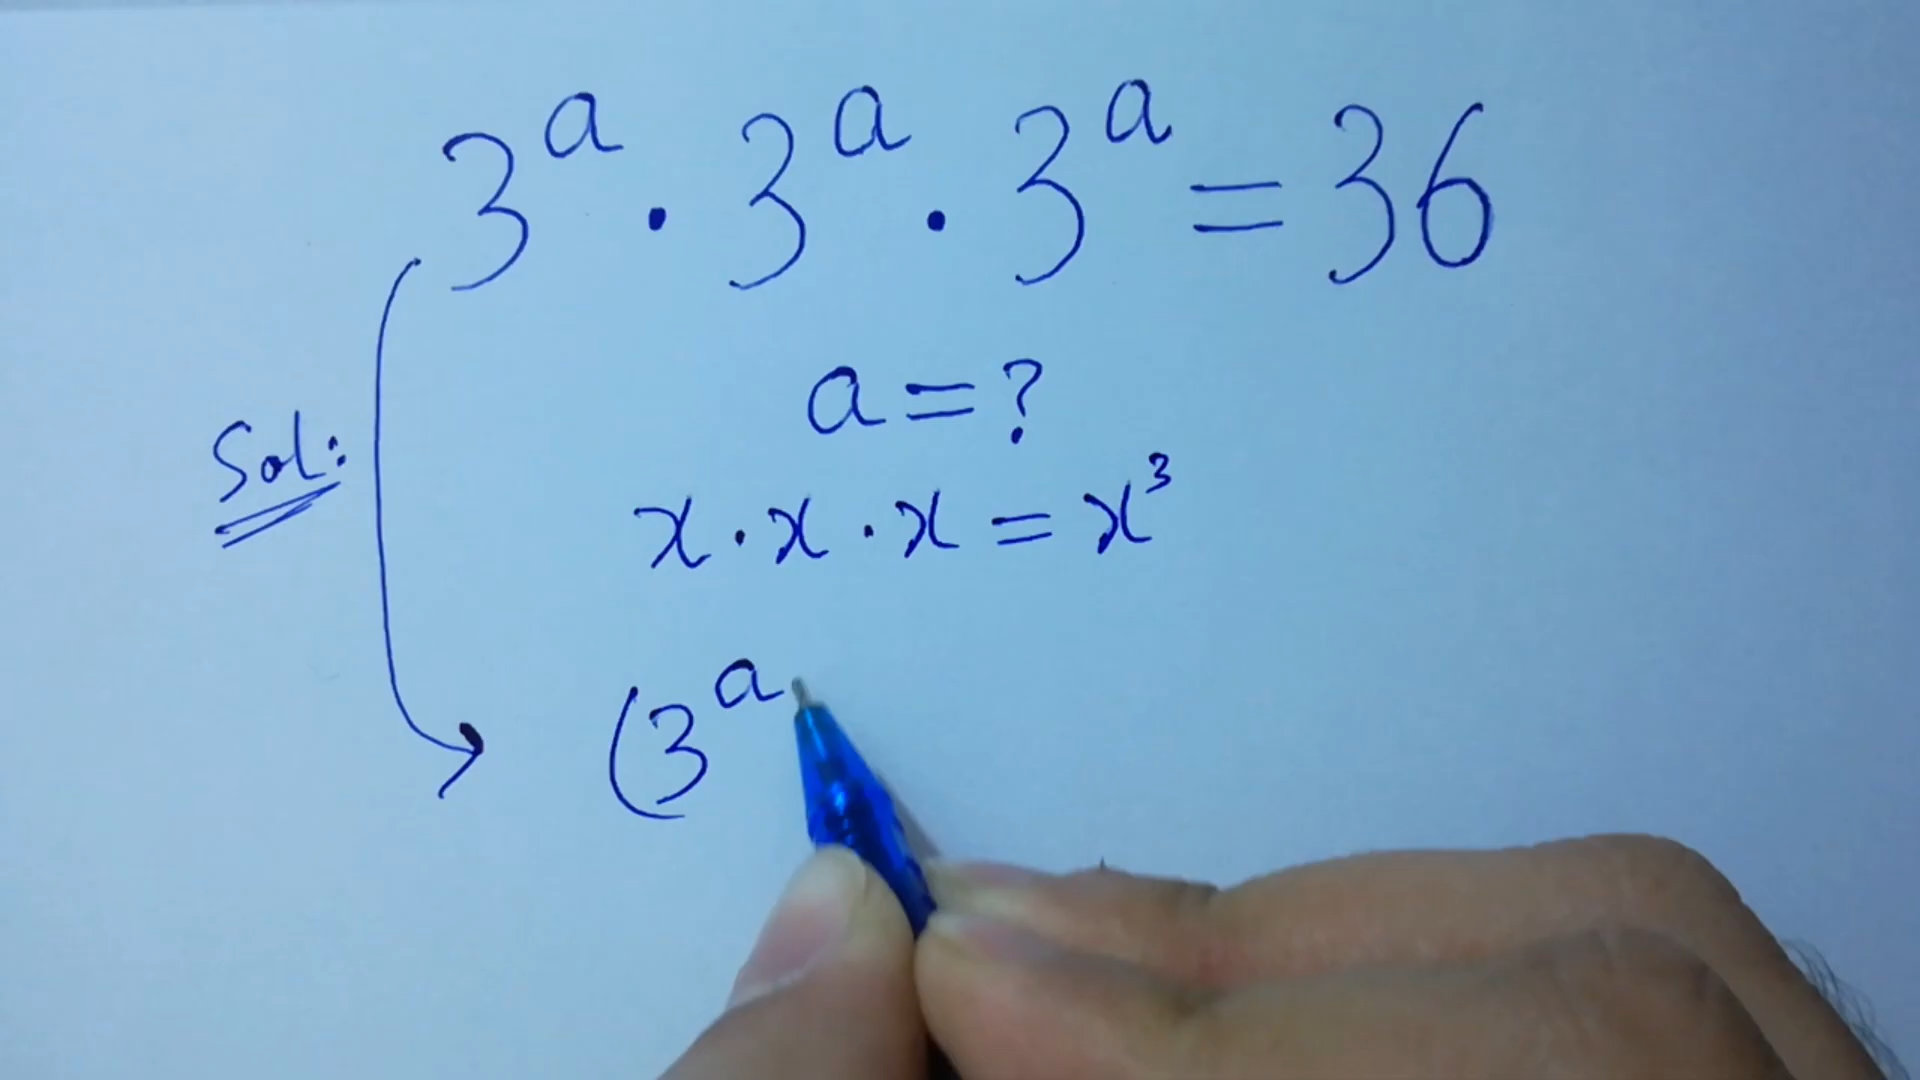 3^a · 3^a · 3^a = 36
a = ?
Sol:
x · x · x = x^3
(3^a